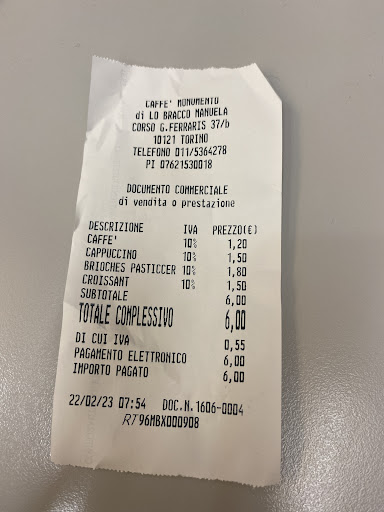 CAFFE' MONUMENTO
di LO BRACCO MANUELA
CORSO G.FERRARIS 37/b
10121 TORINO
TELEFONO 011/5364278
PI 07621530018
DOCUMENTO COMMERCIALE
di vendita o prestazione
DESCRIZIONE IVA PREZZO(€)
CAFFE' 10% 1,20
CAPPUCCINO 10% 1,50
BRIOCHES PASTICCER 10% 1,80
CROISSANT 10% 1,50
SUBTOTALE 6,00
TOTALE COMPLESSIVO 6,00
DI CUI IVA 0,55
PAGAMENTO ELETTRONICO 6,00
IMPORTO PAGATO 6,00
22/02/23 07:54 DOC.N.1606-0004
RT 96MBX000908